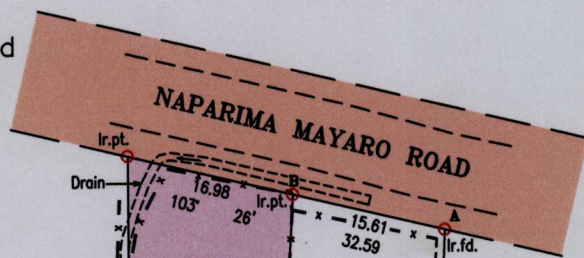 d
NAPARIMA MAYARO ROAD
Ir.pt.
Drain
16.98
103° 26'
B
Ir.pt.
A
15.61
32.59
Ir.fd.